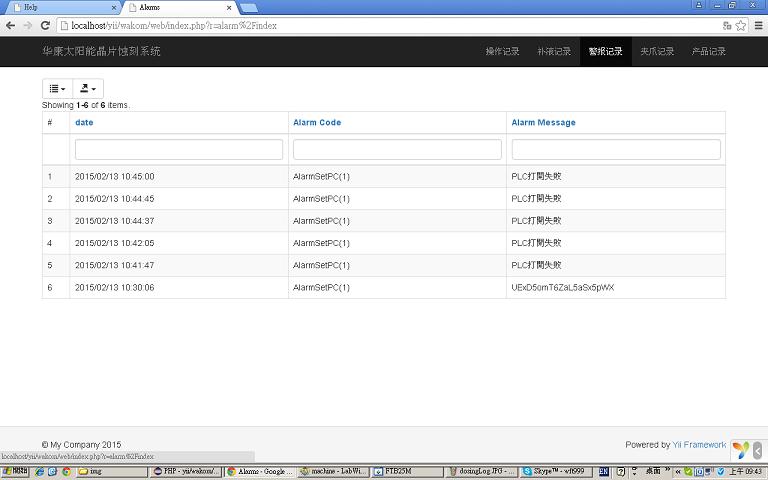 Help
Alarms
localhost/yii/wakom/web/index.php?r=alarm%2Findex
华康太阳能晶片蚀刻系统 操作记录 补液记录 警报记录 夹爪记录 产品记录
Showing 1-6 of 6 items.
# date Alarm Code Alarm Message
1 2015/02/13 10:45:00 AlarmSetPC(1) PLC打開失敗
2 2015/02/13 10:44:45 AlarmSetPC(1) PLC打開失敗
3 2015/02/13 10:44:37 AlarmSetPC(1) PLC打開失敗
4 2015/02/13 10:42:05 AlarmSetPC(1) PLC打開失敗
5 2015/02/13 10:41:47 AlarmSetPC(1) PLC打開失敗
6 2015/02/13 10:30:06 AlarmSetPC(1) UExD5omT6ZaL5aSx5pWX
© My Company 2015 Powered by Yii Framework
localhost/yii/wakom/web/index.php?r=alarm%2Findex
開始 img PHP - yii/wakom/... Alarms - Google ... machine - LabWi... FTB25M dosingLog.JPG - ... Skype™ - wf1999 EN 桌面 上午 09:43